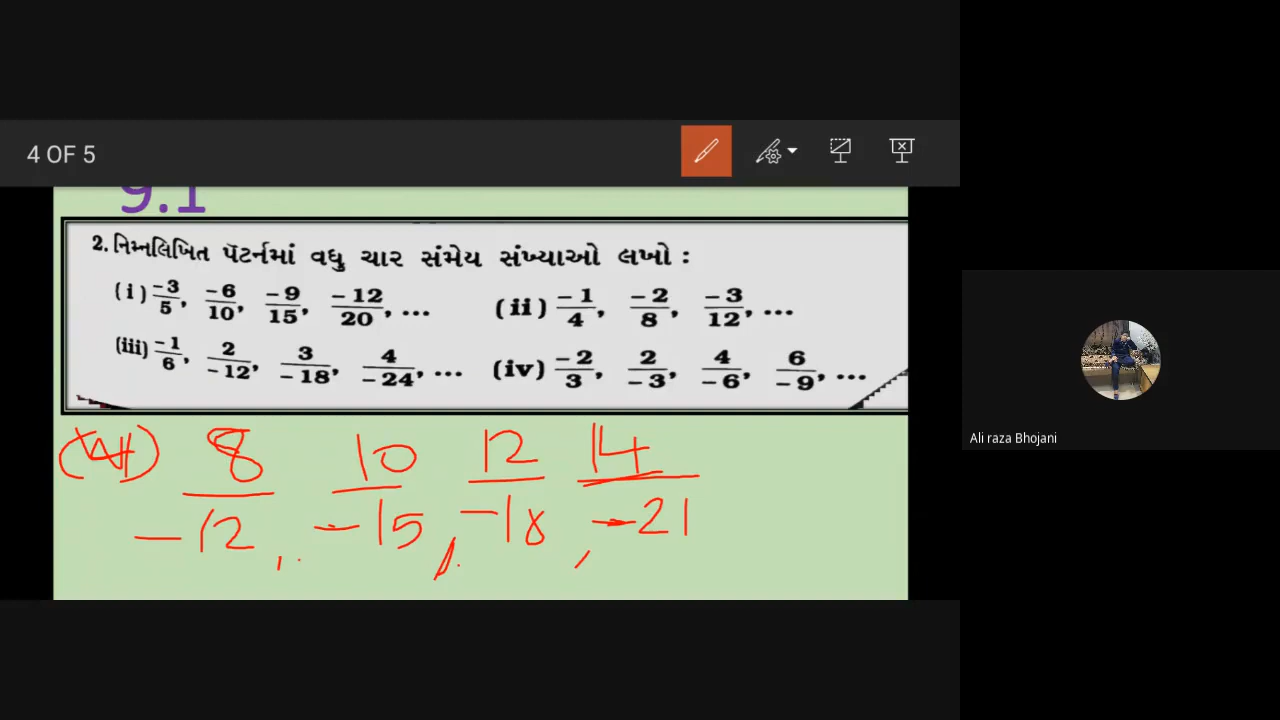 4 OF 5
9.1
2. નિમ્નલિખિત પૅટર્નમાં વધુ ચાર સંમેય સંખ્યાઓ લખો :
(i) -3/5, -6/10, -9/15, -12/20, ... (ii) -1/4, -2/8, -3/12, ...
(iii) -1/6, 2/-12, 3/-18, 4/-24, ... (iv) -2/3, 2/-3, 4/-6, 6/-9, ...
8/-12, 10/-15, 12/-18, 14/-21
Ali raza Bhojani